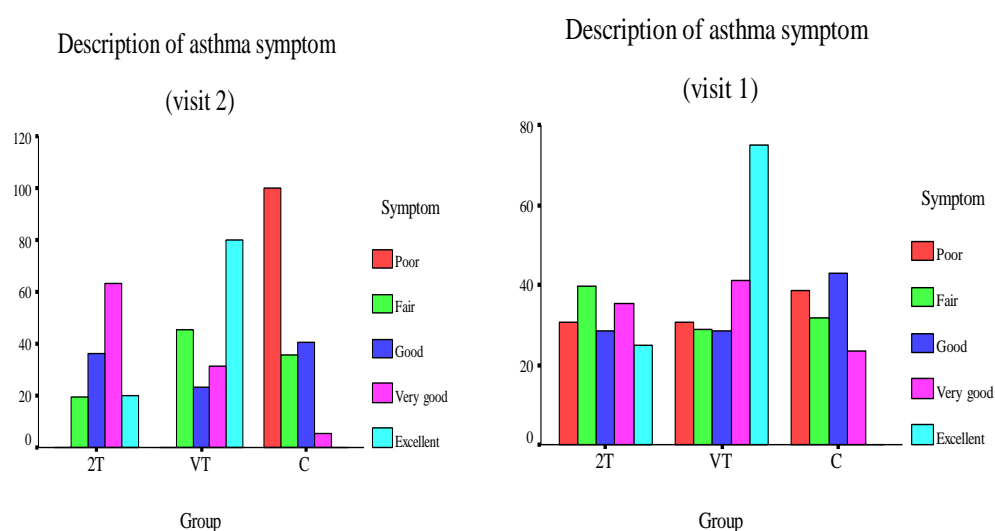 Description of asthma symptom
(visit 2)
120
100
80
60
40
20
0
2T VT C
Group
Symptom
Poor
Fair
Good
Very good
Excellent
Description of asthma symptom
(visit 1)
80
60
40
20
0
2T VT C
Group
Symptom
Poor
Fair
Good
Very good
Excellent